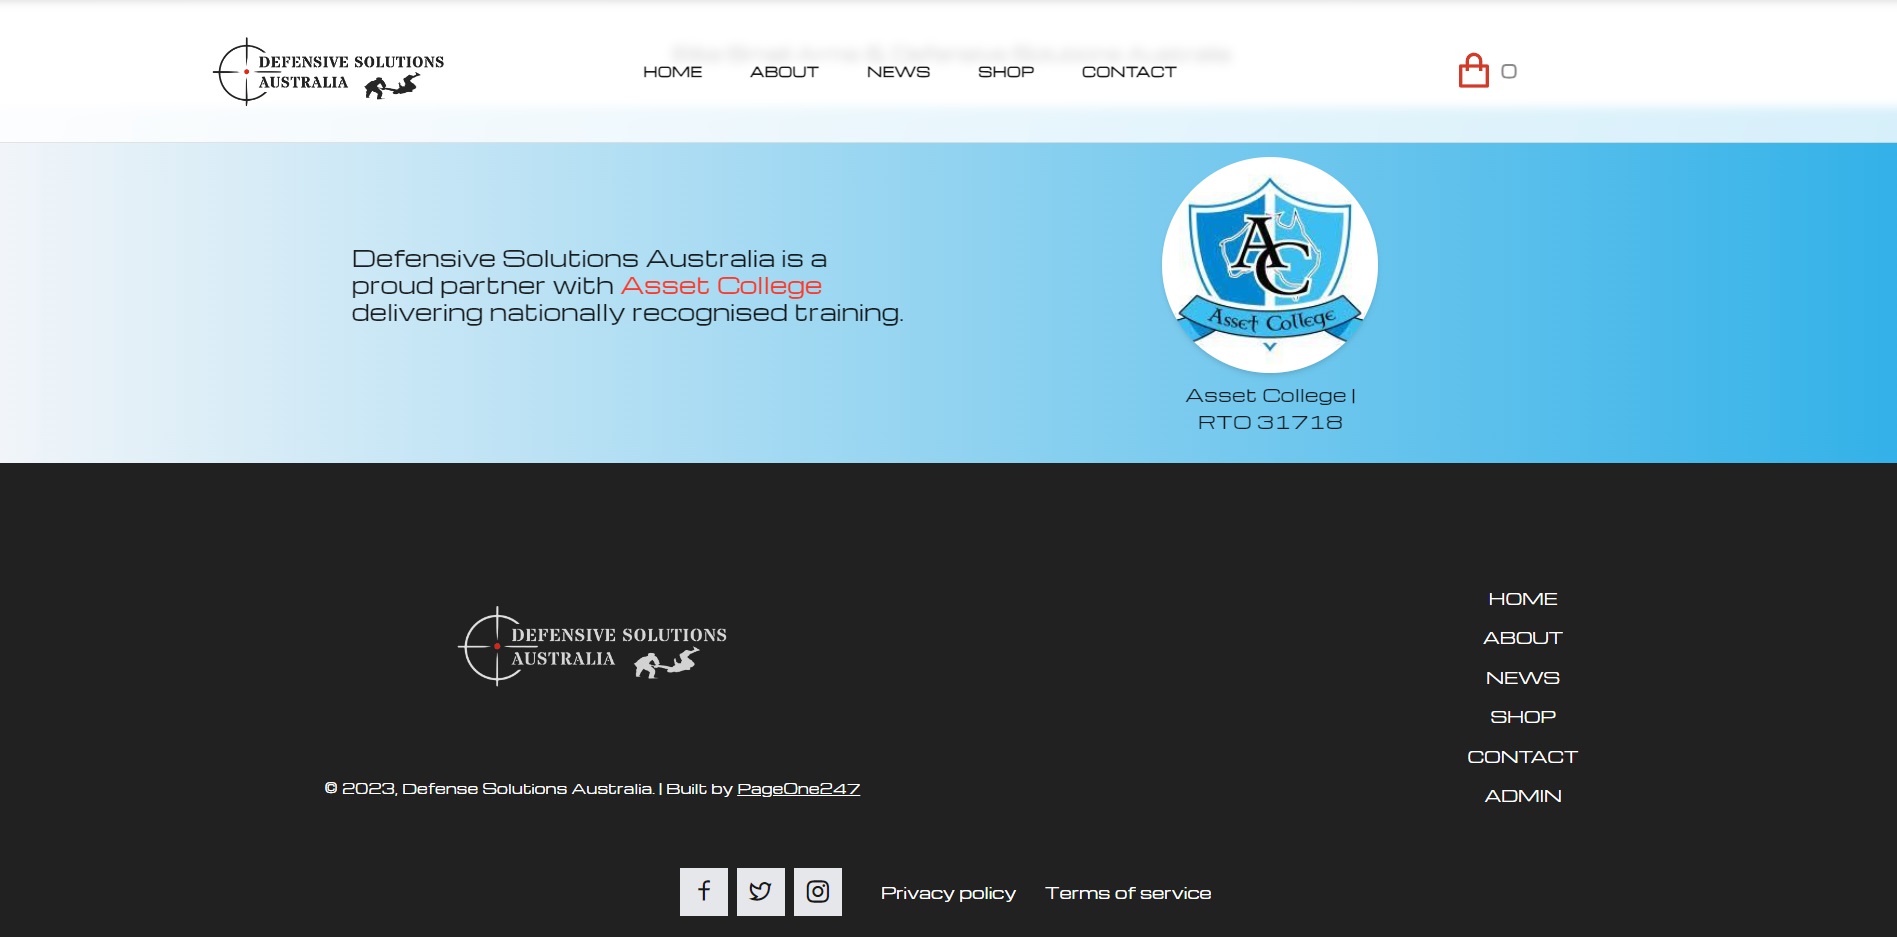 DEFENSIVE SOLUTIONS
AUSTRALIA
HOME ABOUT NEWS SHOP CONTACT
0
Defensive Solutions Australia is a
proud partner with Asset College
delivering nationally recognised training.
AC
Asset College
Asset College |
RTO 31718
DEFENSIVE SOLUTIONS
AUSTRALIA
© 2023, Defense Solutions Australia. | Built by PageOne247
HOME
ABOUT
NEWS
SHOP
CONTACT
ADMIN
Privacy policy Terms of service